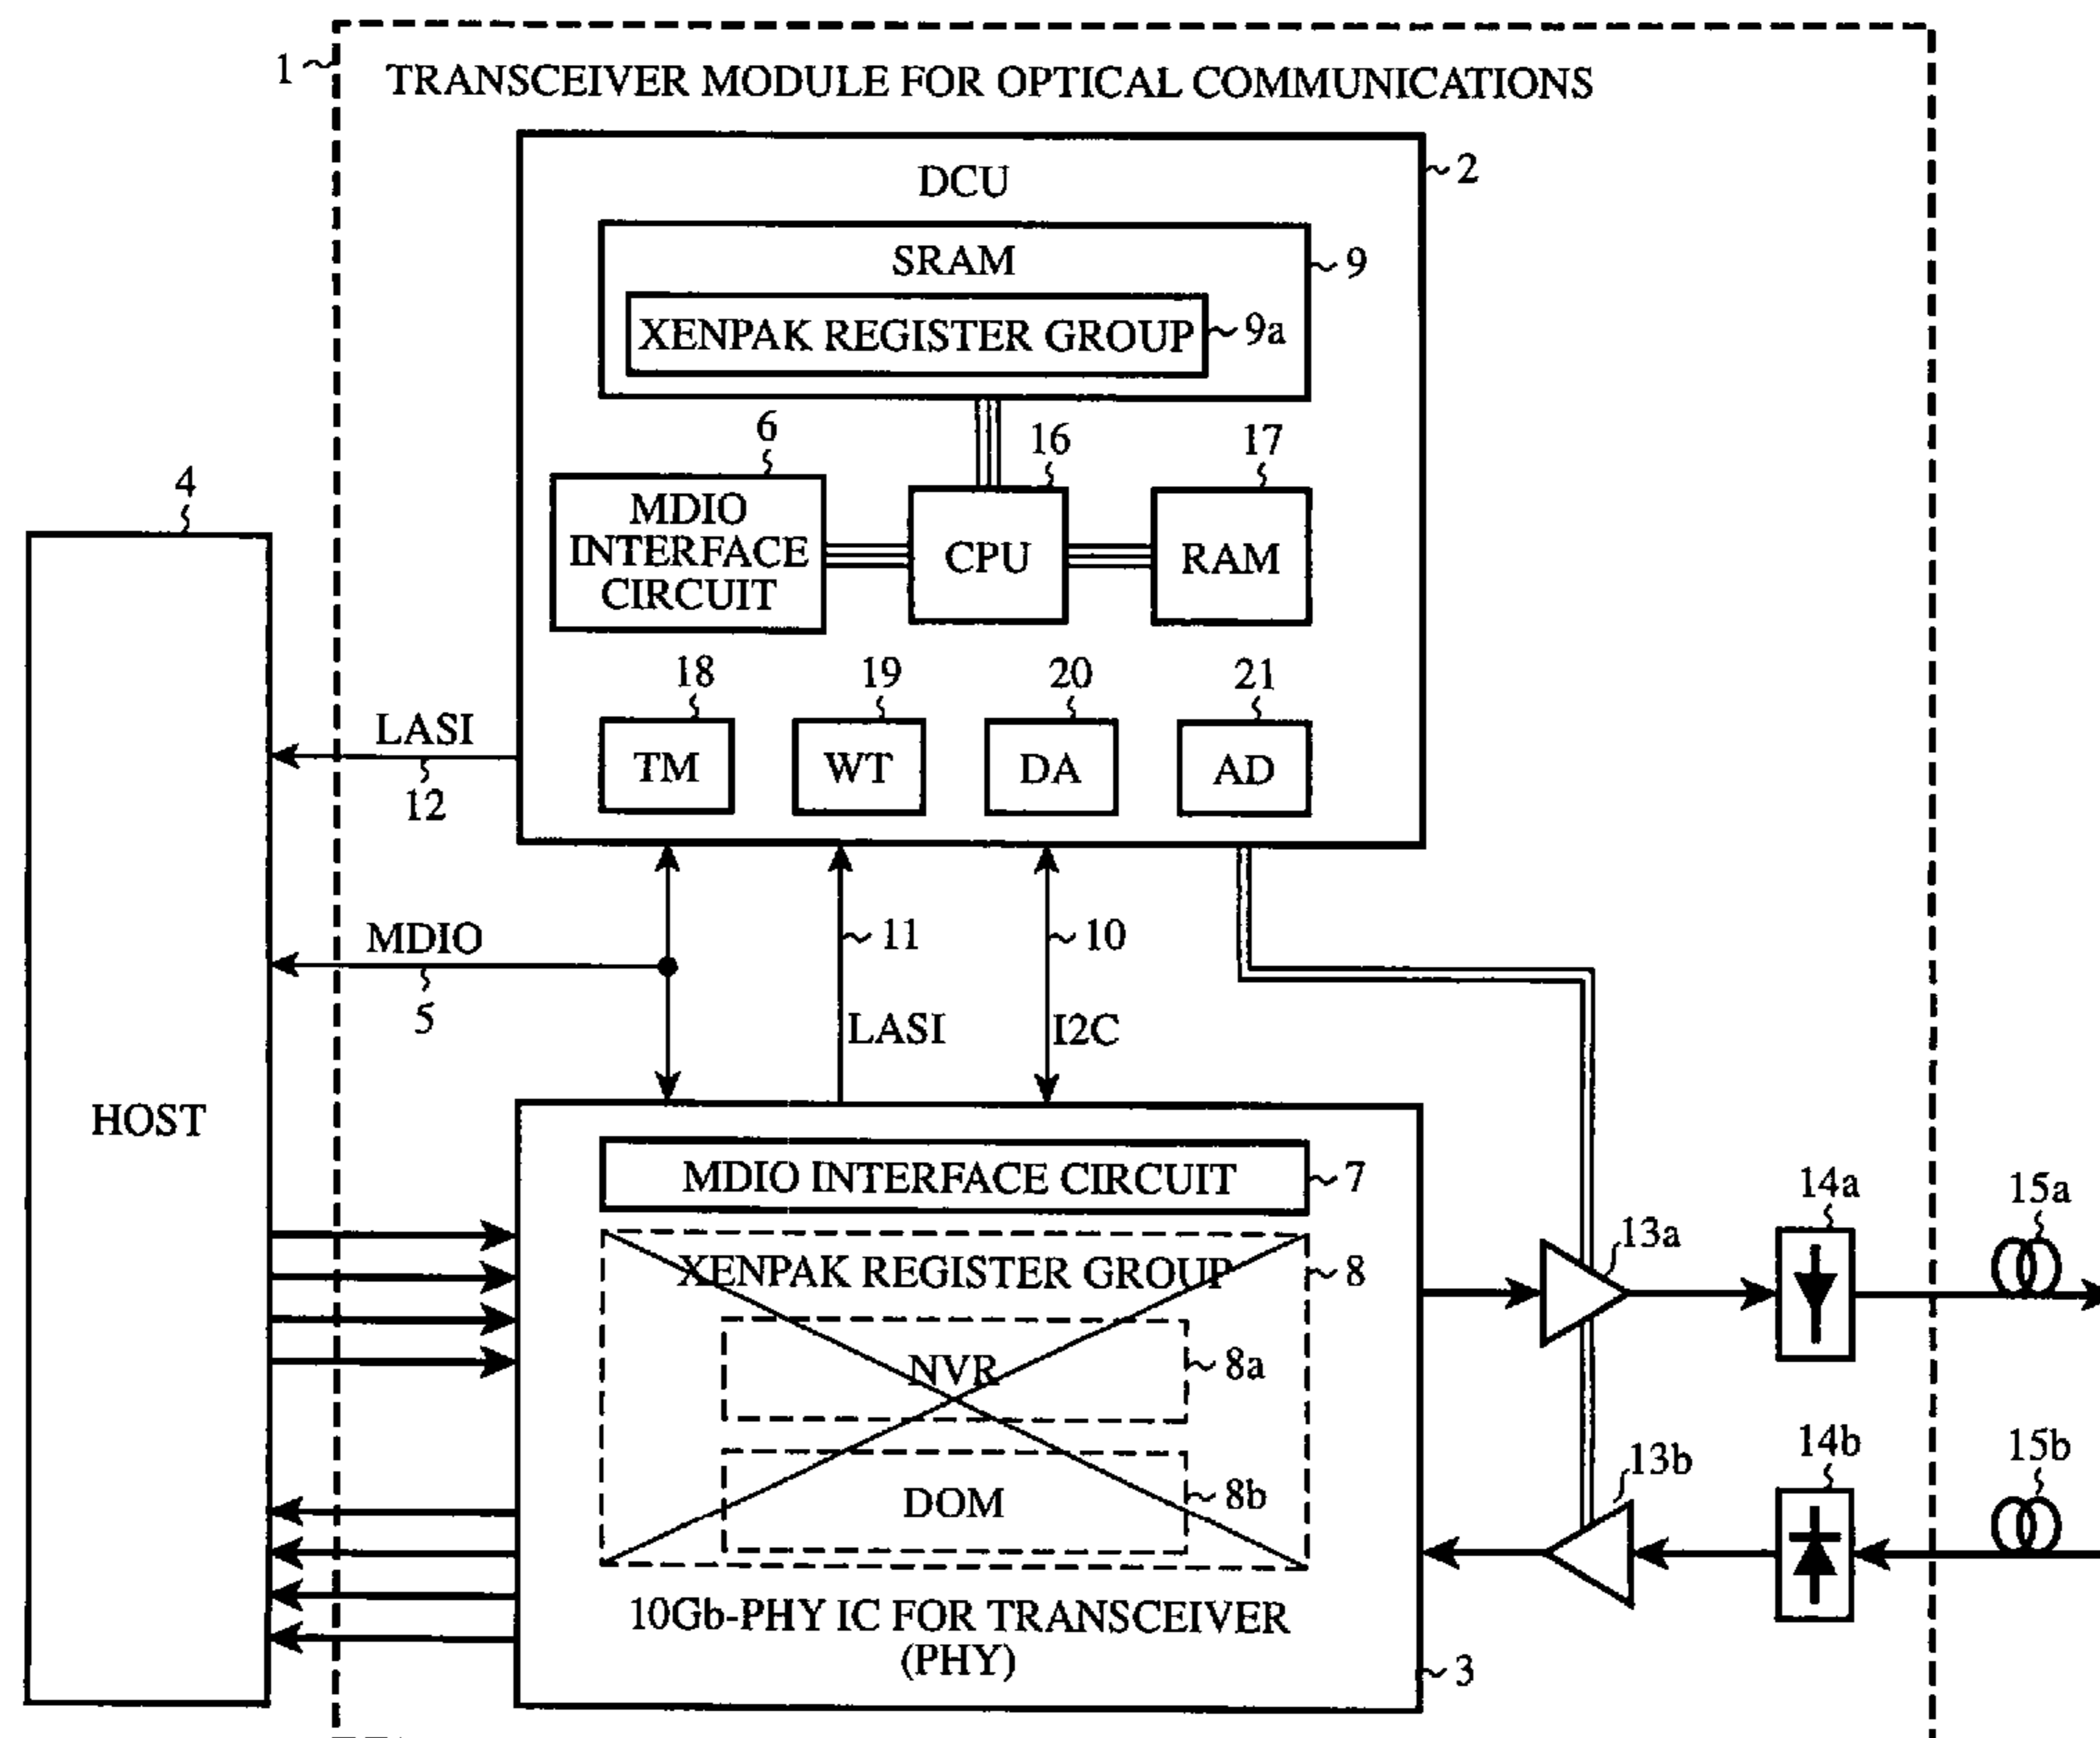 1
TRANSCEIVER MODULE FOR OPTICAL COMMUNICATIONS
DCU
2
SRAM
9
XENPAK REGISTER GROUP
9a
6
16
17
MDIO
INTERFACE
CIRCUIT
CPU
RAM
4
18
19
20
21
TM
WT
DA
AD
LASI
12
MDIO
5
11
10
LASI
I2C
HOST
MDIO INTERFACE CIRCUIT
7
XENPAK REGISTER GROUP
8
NVR
8a
DOM
8b
10Gb-PHY IC FOR TRANSCEIVER
(PHY)
3
13a
14a
15a
13b
14b
15b